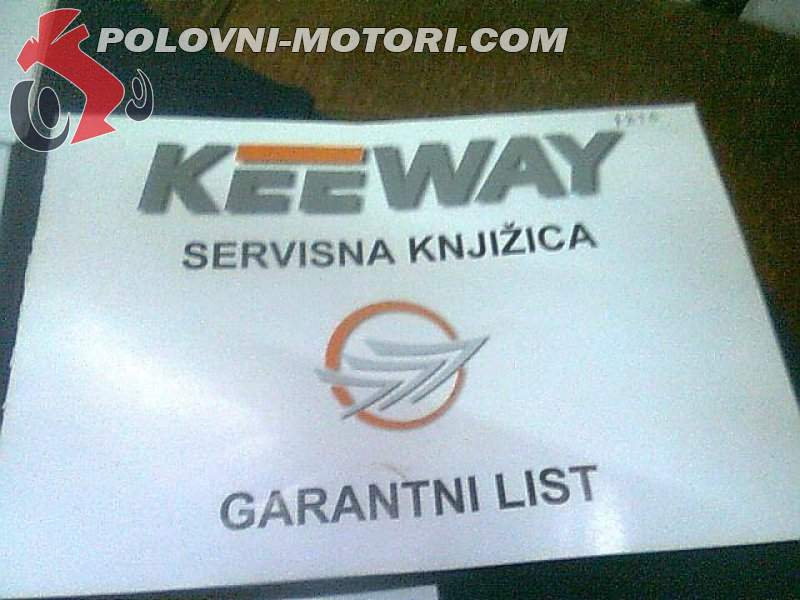 POLOVNI-MOTORI.COM
KEEWAY
SERVISNA KNJIŽICA
GARANTNI LIST